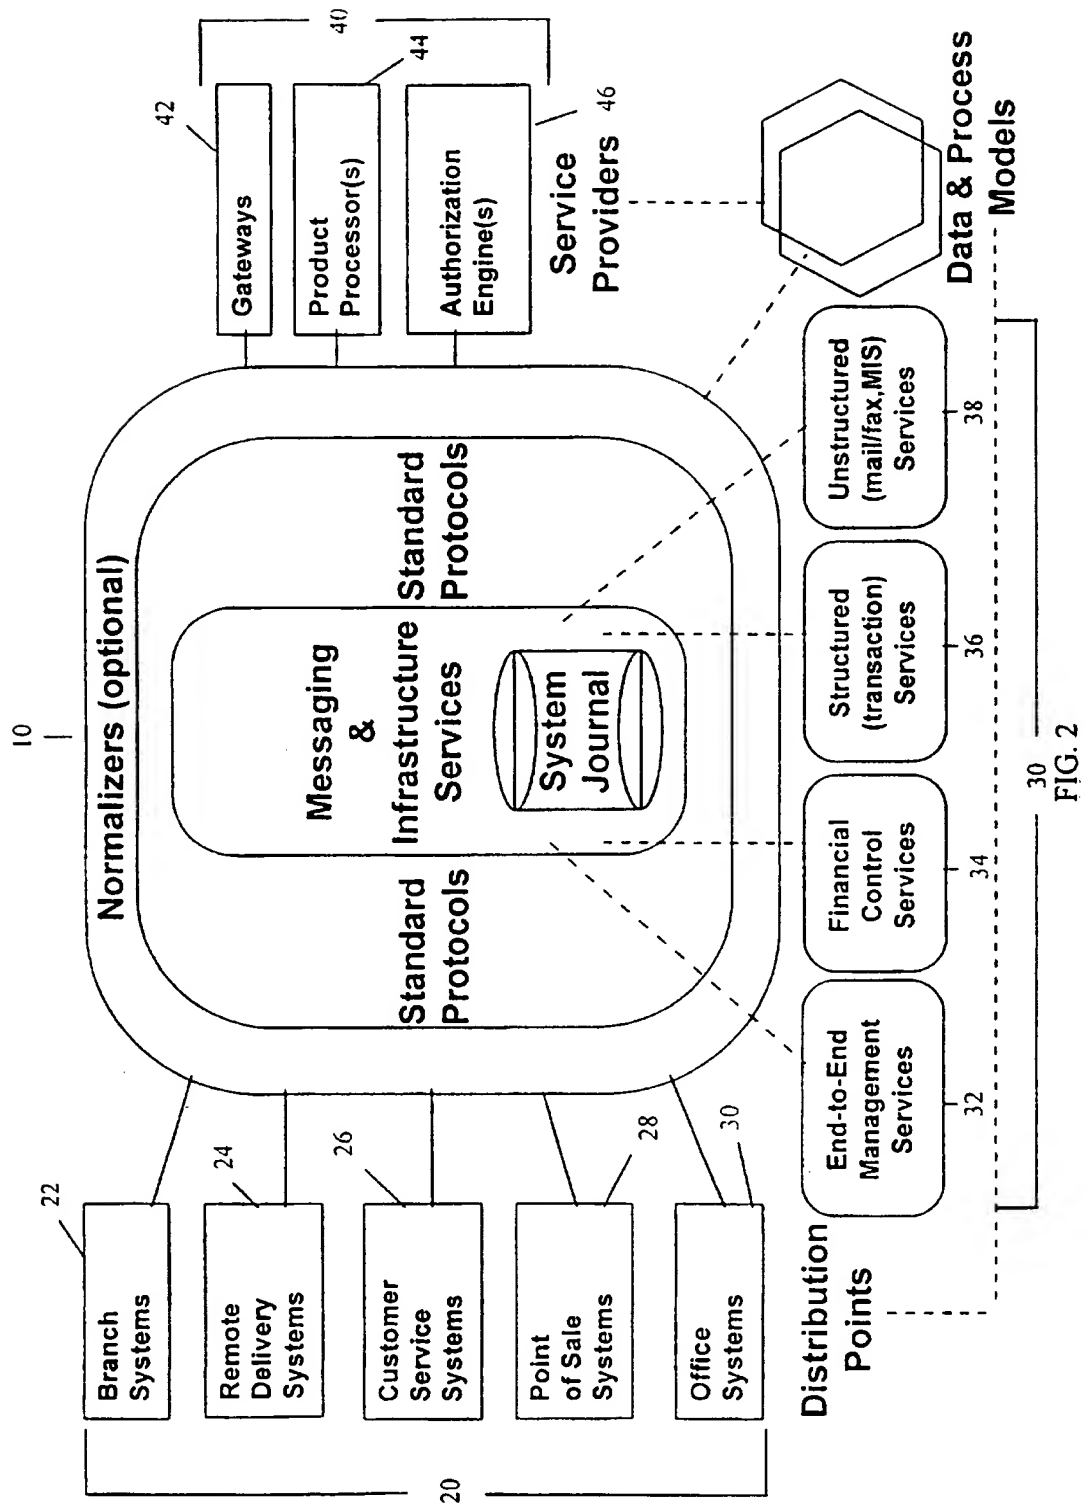 10
Normalizers (optional)
22
Branch
Systems
24
Remote
Delivery
Systems
26
Customer
Service
Systems
28
Point
of Sale
Systems
30
Office
Systems
20
Distribution
Points
Standard
Protocols
Messaging
&
Infrastructure
Services
System
Journal
Standard
Protocols
42
Gateways
44
Product
Processor(s)
46
Authorization
Engine(s)
40
Service
Providers
Data & Process
Models
End-to-End
Management
Services
32
Financial
Control
Services
34
Structured
(transaction)
Services
36
Unstructured
(mail/fax,MIS)
Services
38
30
FIG. 2